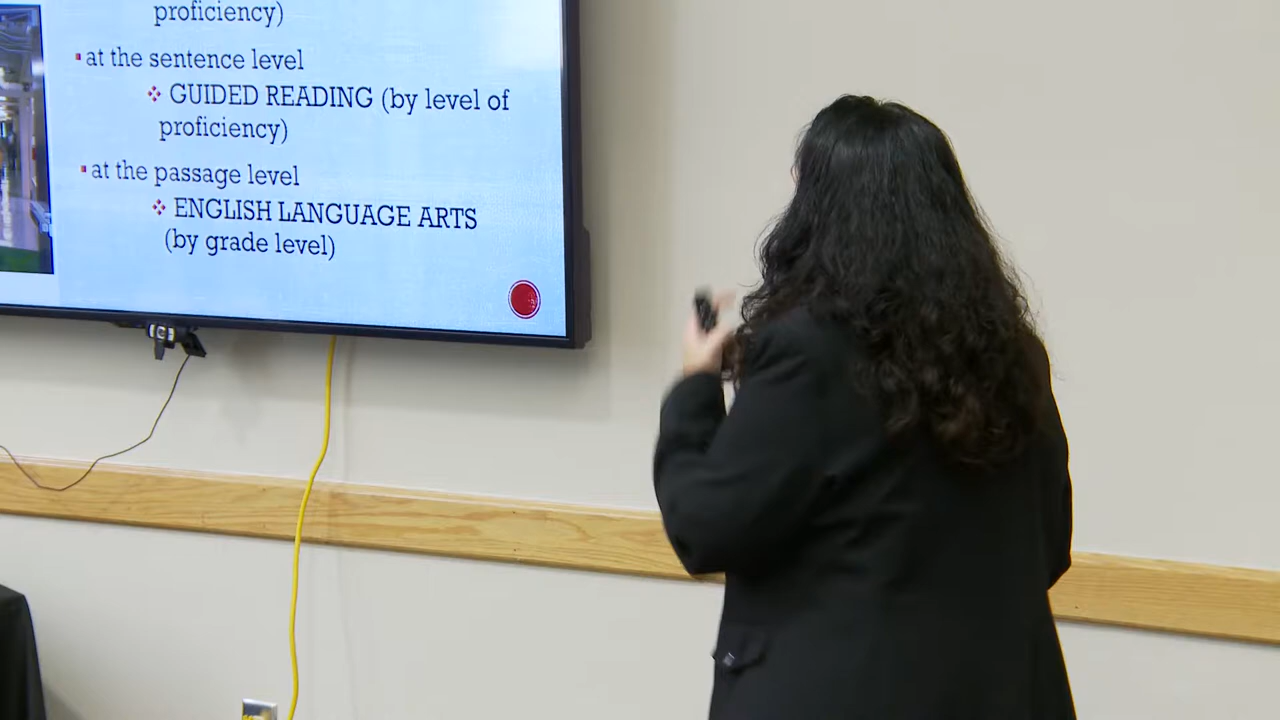 proficiency)
at the sentence level
GUIDED READING (by level of
proficiency)
at the passage level
ENGLISH LANGUAGE ARTS
(by grade level)